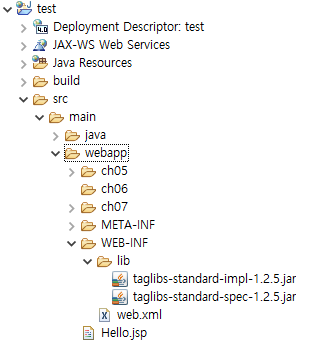 test
Deployment Descriptor: test
JAX-WS Web Services
Java Resources
build
src
main
java
webapp
ch05
ch06
ch07
META-INF
WEB-INF
lib
taglibs-standard-impl-1.2.5.jar
taglibs-standard-spec-1.2.5.jar
web.xml
Hello.jsp